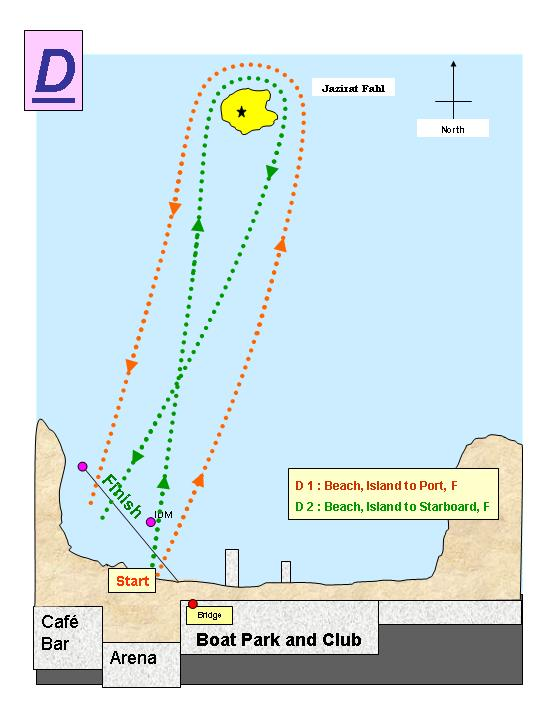 D
Jazirat Fahl
North
Finish
IDM
D 1 : Beach, Island to Port, F
D 2 : Beach, Island to Starboard, F
Start
Café
Bar
Arena
Bridge
Boat Park and Club